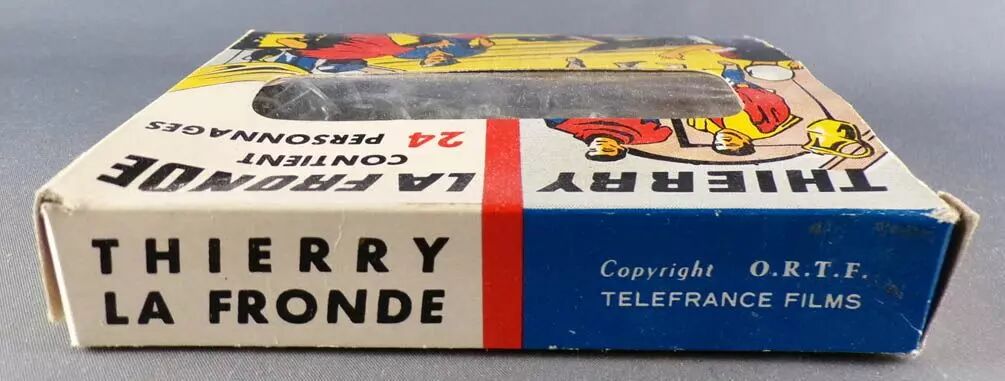 THIERRY
LA FRONDE
CONTIENT
24 PERSONNAGES
THIERRY
LA FRONDE
Copyright O.R.T.F.
TELEFRANCE FILMS